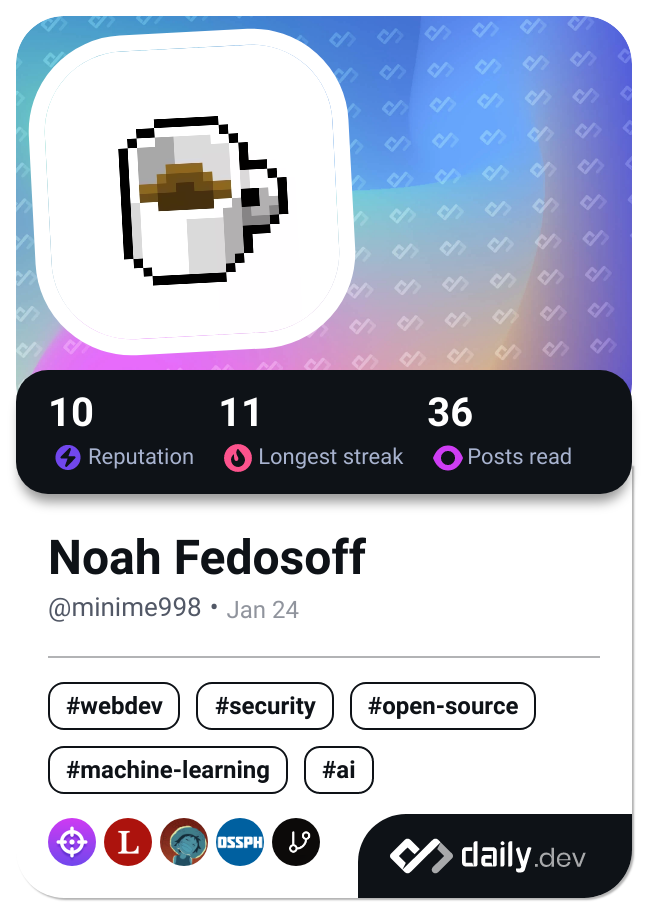 10 11 36
Reputation Longest streak Posts read
Noah Fedosoff
@minime998 • Jan 24
#webdev #security #open-source
#machine-learning #ai
L OSSPH
daily.dev